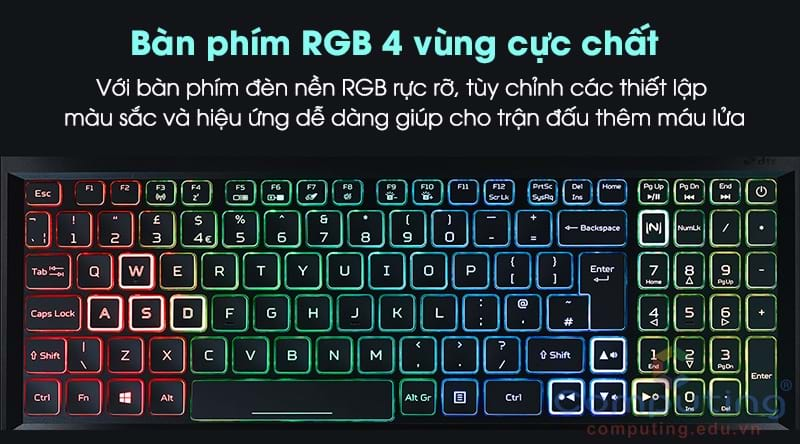 Bàn phím RGB 4 vùng cực chất
Với bàn phím đèn nền RGB rực rỡ, tùy chỉnh các thiết lập
màu sắc và hiệu ứng dễ dàng giúp cho trận đấu thêm máu lửa
dts
Esc F1 F2 F3 F4 F5 F6 F7 F8 F9 F10 F11 F12 Scr Lk PrtSc SysRq Del Ins Home Pg Up Pg Dn End
¬ ` ¦ ! 1 " 2 £ 3 $ 4 € % 5 ^ 6 & 7 * 8 ( 9 ) 0 _ - + = Backspace N NumLk / *
Tab Q W E R T Y U I O P { [ } ] Enter 7 Home 8 9 PgUp -
Caps Lock A S D F G H J K L : ; @ ' ~ # 4 5 6 +
Shift | \ Z X C V B N M < , > . ? / Shift 1 End 2 3 PgDn Enter
Ctrl Fn Alt Alt Gr Ctrl 0 Ins . Del
Computing®
computing.edu.vn